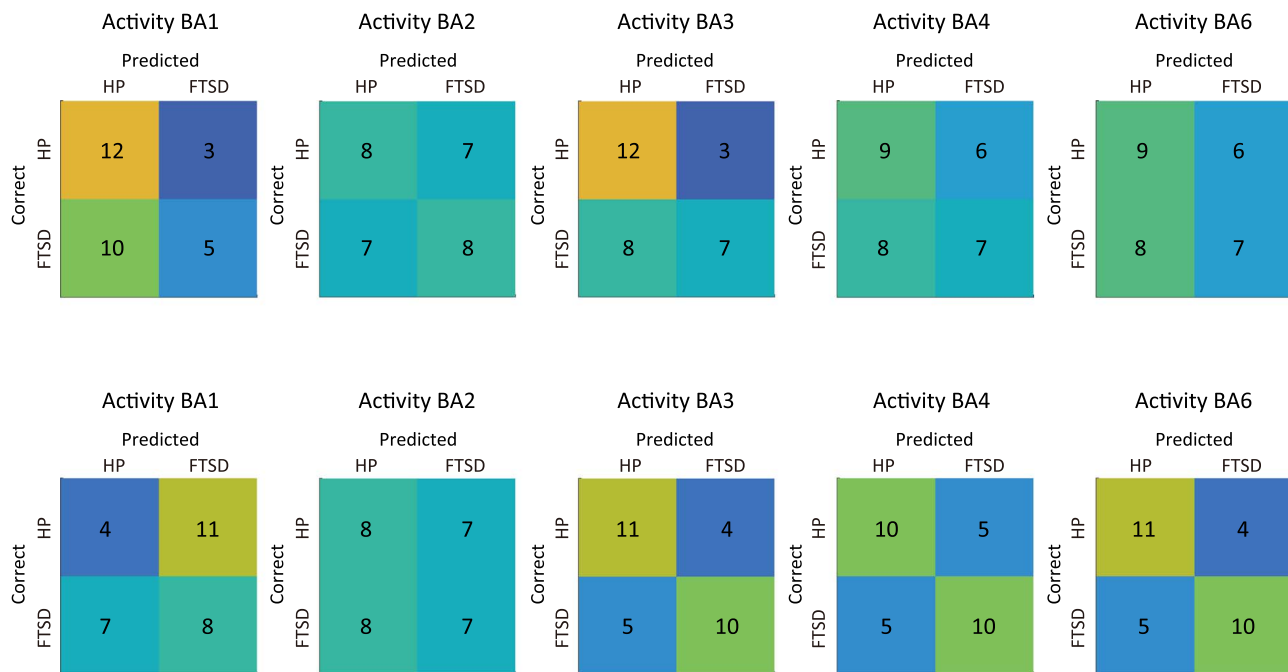 Activity BA1 Activity BA2 Activity BA3 Activity BA4 Activity BA6
Predicted Predicted Predicted Predicted Predicted
HP FTSD HP FTSD HP FTSD HP FTSD HP FTSD
Correct HP 12 3 Correct HP 8 7 Correct HP 12 3 Correct HP 9 6 Correct HP 9 6
FTSD 10 5 FTSD 7 8 FTSD 8 7 FTSD 8 7 FTSD 8 7
Activity BA1 Activity BA2 Activity BA3 Activity BA4 Activity BA6
Predicted Predicted Predicted Predicted Predicted
HP FTSD HP FTSD HP FTSD HP FTSD HP FTSD
Correct HP 4 11 Correct HP 8 7 Correct HP 11 4 Correct HP 10 5 Correct HP 11 4
FTSD 7 8 FTSD 8 7 FTSD 5 10 FTSD 5 10 FTSD 5 10